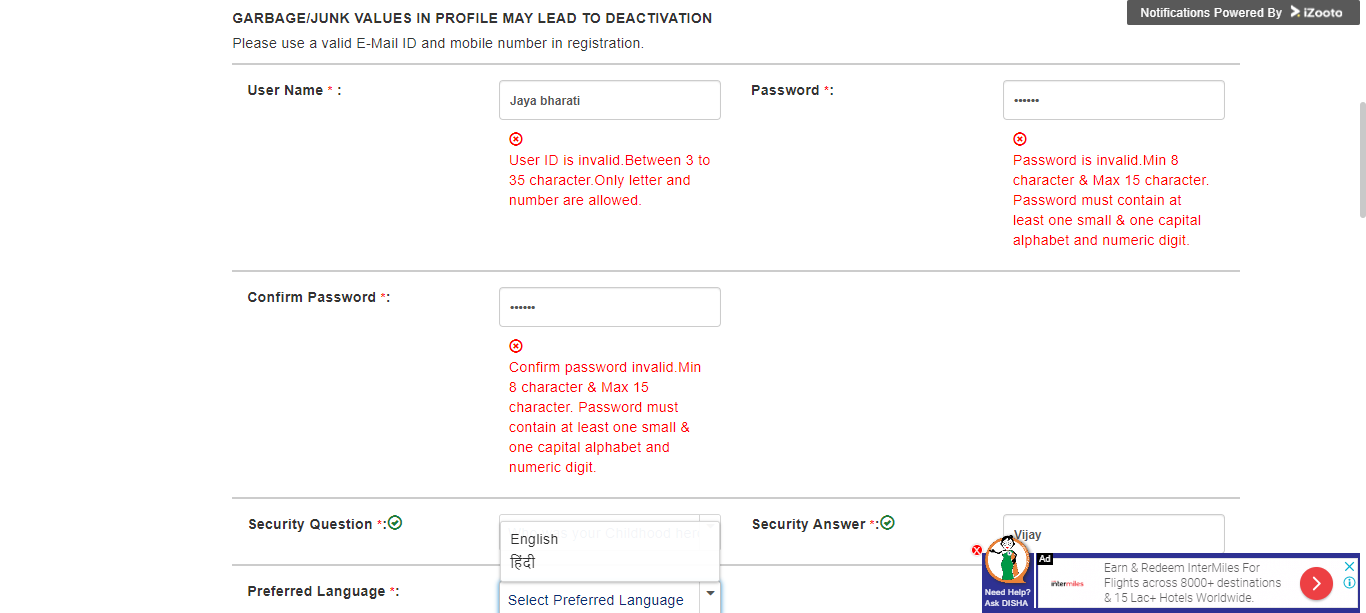 GARBAGE/JUNK VALUES IN PROFILE MAY LEAD TO DEACTIVATION
Notifications Powered By iZooto
Please use a valid E-Mail ID and mobile number in registration.
User Name * :
Jaya bharati
Password *:
••••••
User ID is invalid.Between 3 to
35 character.Only letter and
number are allowed.
Password is invalid.Min 8
character & Max 15 character.
Password must contain at
least one small & one capital
alphabet and numeric digit.
Confirm Password *:
••••••
Confirm password invalid.Min
8 character & Max 15
character. Password must
contain at least one small &
one capital alphabet and
numeric digit.
Security Question *:
your Childhood
Security Answer *:
Vijay
English
हिंदी
Preferred Language *:
Select Preferred Language
Need Help?
Ask DISHA
Ad
intermiles
Earn & Redeem InterMiles For
Flights across 8000+ destinations
& 15 Lac+ Hotels Worldwide.